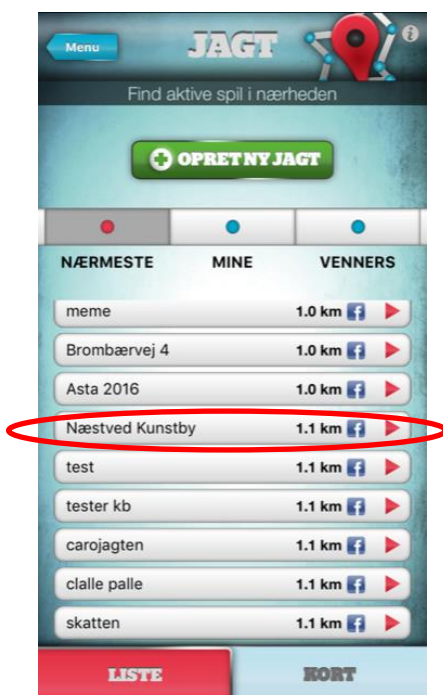 Menu
JAGT
i
Find aktive spil i nærheden
OPRET NY JAGT
NÆRMESTE MINE VENNERS
meme 1.0 km f
Brombærvej 4 1.0 km f
Asta 2016 1.0 km f
Næstved Kunstby 1.1 km f
test 1.1 km f
tester kb 1.1 km f
carojagten 1.1 km f
clalle palle 1.1 km f
skatten 1.1 km f
LISTE KORT